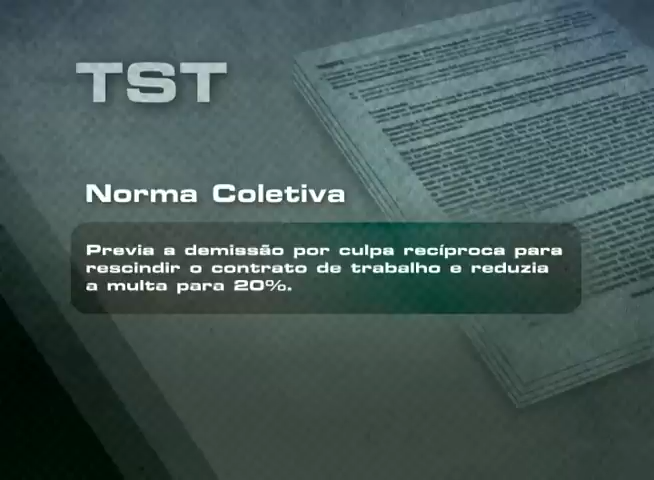 TST
Norma Coletiva
Previa a demissão por culpa recíproca para
rescindir o contrato de trabalho e reduzia
a multa para 20%.